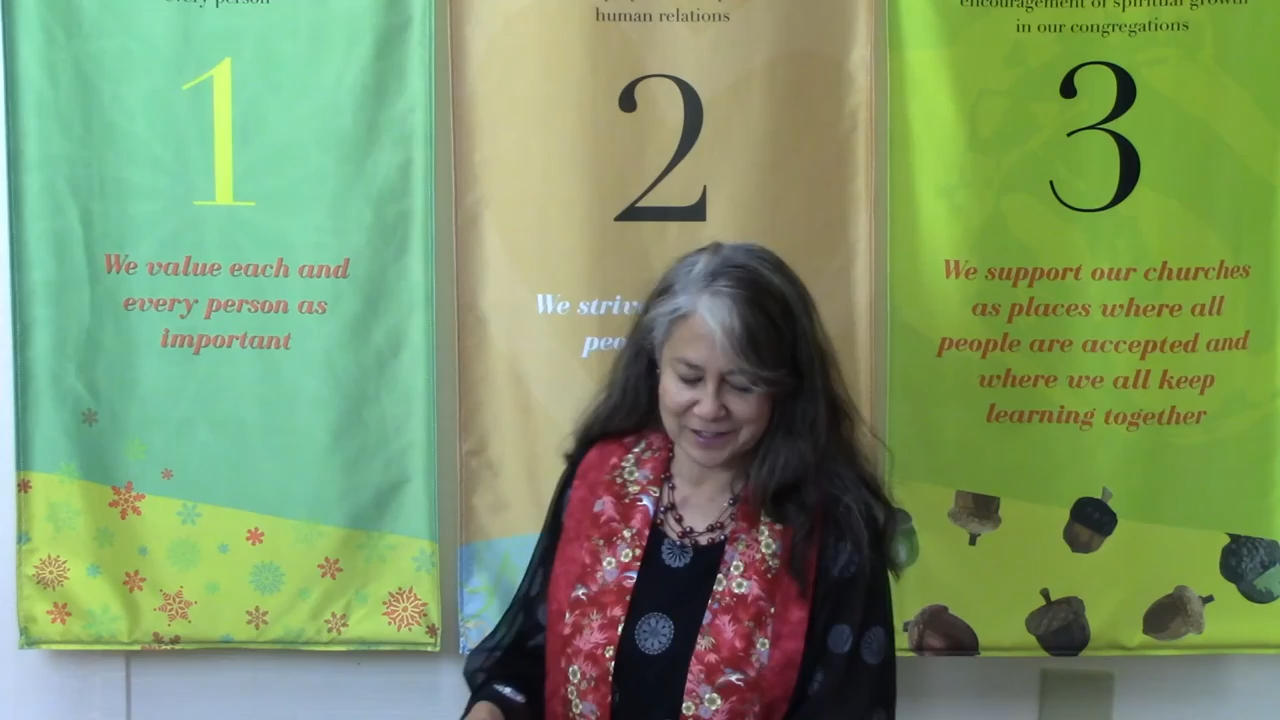 every person
1
We value each and
every person as
important
human relations
2
We strive
encouragement of spiritual growth
in our congregations
3
We support our churches
as places where all
people are accepted and
where we all keep
learning together